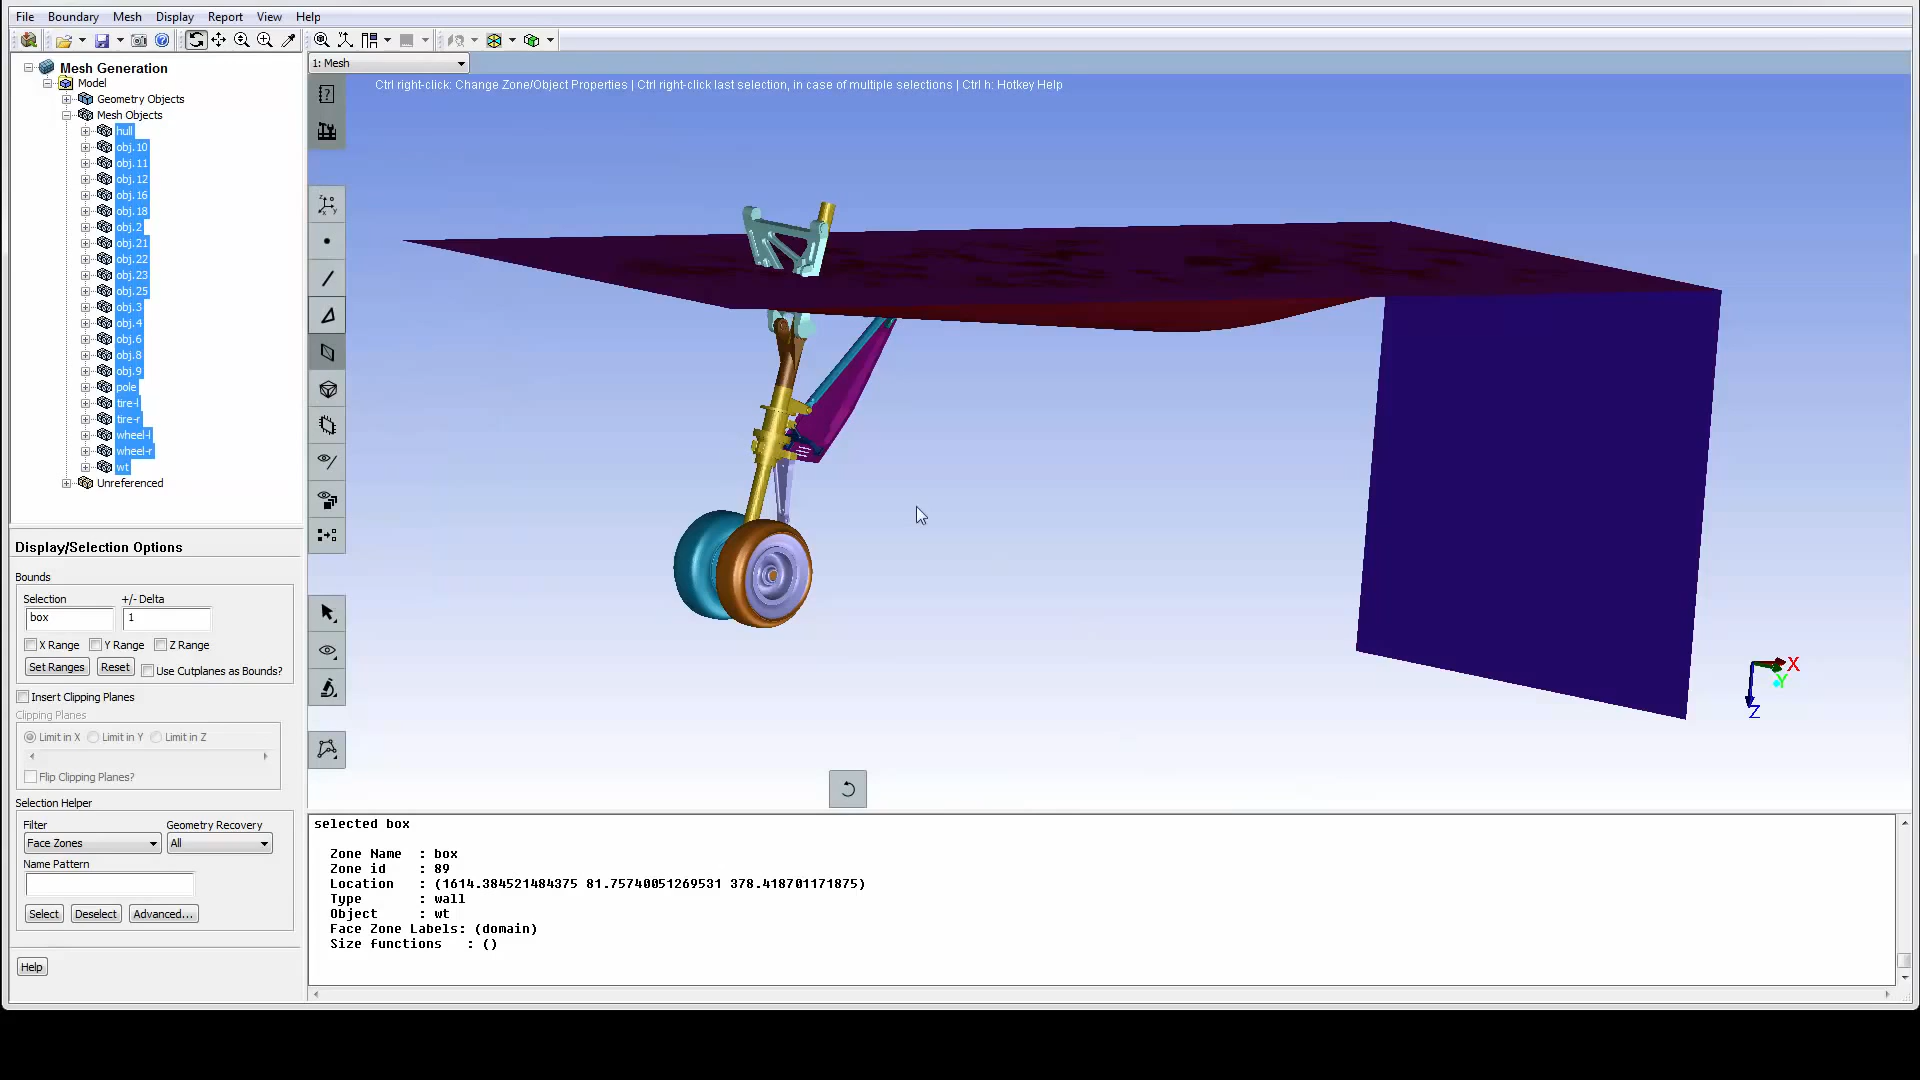 File Boundary Mesh Display Report View Help
1: Mesh
Ctrl right-click: Change Zone/Object Properties | Ctrl right-click last selection, in case of multiple selections | Ctrl h: Hotkey Help
Mesh Generation
Model
Geometry Objects
Mesh Objects
hull
obj.10
obj.11
obj.12
obj.16
obj.18
obj.2
obj.21
obj.22
obj.23
obj.25
obj.3
obj.4
obj.6
obj.8
obj.9
pole
tire-l
tire-r
wheel-l
wheel-r
wt
Unreferenced
Display/Selection Options
Bounds
Selection +/- Delta
box 1
X Range Y Range Z Range
Set Ranges Reset Use Cutplanes as Bounds?
Insert Clipping Planes
Clipping Planes
Limit in X Limit in Y Limit in Z
Flip Clipping Planes?
Selection Helper
Filter Geometry Recovery
Face Zones All
Name Pattern
Select Deselect Advanced...
Help
X
Y
Z
selected box
Zone Name : box
Zone id : 89
Location : (1614.384521484375 81.75740051269531 378.418701171875)
Type : wall
Object : wt
Face Zone Labels: (domain)
Size functions : ()